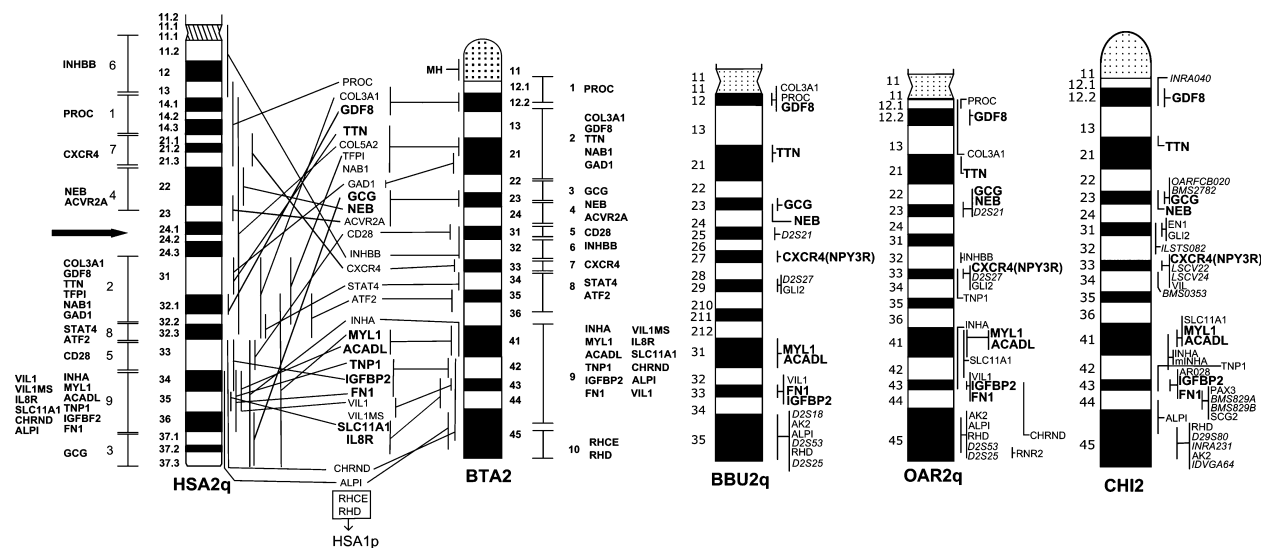 11.2
11.1
11.1
11.2
12
13
14.1
14.2
14.3
21.1
21.2
21.3
22
23
24.1
24.2
24.3
31
32.1
32.2
32.3
33
34
35
36
37.1
37.2
37.3
HSA2q
INHBB 6
PROC 1
CXCR4 7
NEB
ACVR2A
4
COL3A1
GDF8
TTN
TFPI
NAB1
GAD1
2
STAT4
ATF2
8
CD28 5
VIL1
VIL1MS
IL8R
SLC11A1
CHRND
ALPI
INHA
MYL1
ACADL
TNP1
IGFBF2
FN1
9
GCG 3
PROC
COL3A1
GDF8
TTN
COL5A2
TFPI
NAB1
GAD1
GCG
NEB
ACVR2A
CD28
INHBB
CXCR4
STAT4
ATF2
INHA
MYL1
ACADL
TNP1
IGFBP2
FN1
VIL1
VIL1MS
SLC11A1
IL8R
CHRND
ALPI
RHCE
RHD
HSA1p
MH
11
12.1
12.2
13
21
22
23
24
31
32
33
34
35
36
41
42
43
44
45
BTA2
1 PROC
COL3A1
GDF8
2 TTN
NAB1
GAD1
3 GCG
NEB
4
ACVR2A
5 CD28
6 INHBB
7 CXCR4
8 STAT4
ATF2
INHA VIL1MS
MYL1 IL8R
ACADL SLC11A1
TNP1 CHRND
9 IGFBP2 ALPI
FN1 VIL1
10 RHCE
RHD
11
11
12
13
21
22
23
24
25
26
27
28
29
210
211
212
31
32
33
34
35
BBU2q
COL3A1
PROC
GDF8
TTN
GCG
NEB
D2S21
CXCR4(NPY3R)
D2S27
GLI2
MYL1
ACADL
VIL1
FN1
IGFBP2
D2S18
AK2
ALPI
D2S53
RHD
D2S25
11
11
12.1
12.2
13
21
22
23
24
31
32
33
34
35
36
41
42
43
44
45
OAR2q
PROC
GDF8
COL3A1
TTN
GCG
NEB
D2S21
INHBB
CXCR4(NPY3R)
D2S27
GLI2
TNP1
INHA
MYL1
ACADL
SLC11A1
VIL1
IGFBP2
FN1
AK2
ALPI
RHD
D2S53
D2S25
CHRND
RNR2
11
12.1
12.2
13
21
22
23
24
31
32
33
34
35
36
41
42
43
44
45
CHI2
INRA040
GDF8
TTN
OARFCB020
BMS2782
GCG
NEB
EN1
GLI2
ILSTS082
CXCR4(NPY3R)
LSCV22
LSCV24
VIL
BMS0353
SLC11A1
MYL1
ACADL
INHA
mINHA
TNP1
AR028
IGFBP2
FN1
PAX3
BMS829A
BMS829B
SCG2
ALPI
RHD
D29S80
INRA231
AK2
IDVGA64